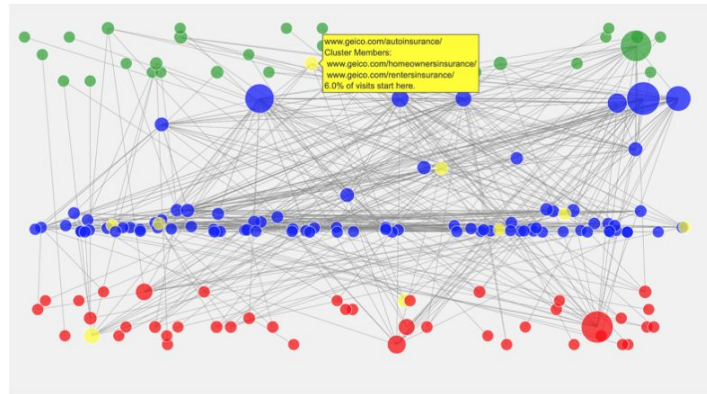 www.geico.com/autoinsurance/
Cluster Members:
www.geico.com/homeownersinsurance/
www.geico.com/rentersinsurance/
6.0% of visits start here.